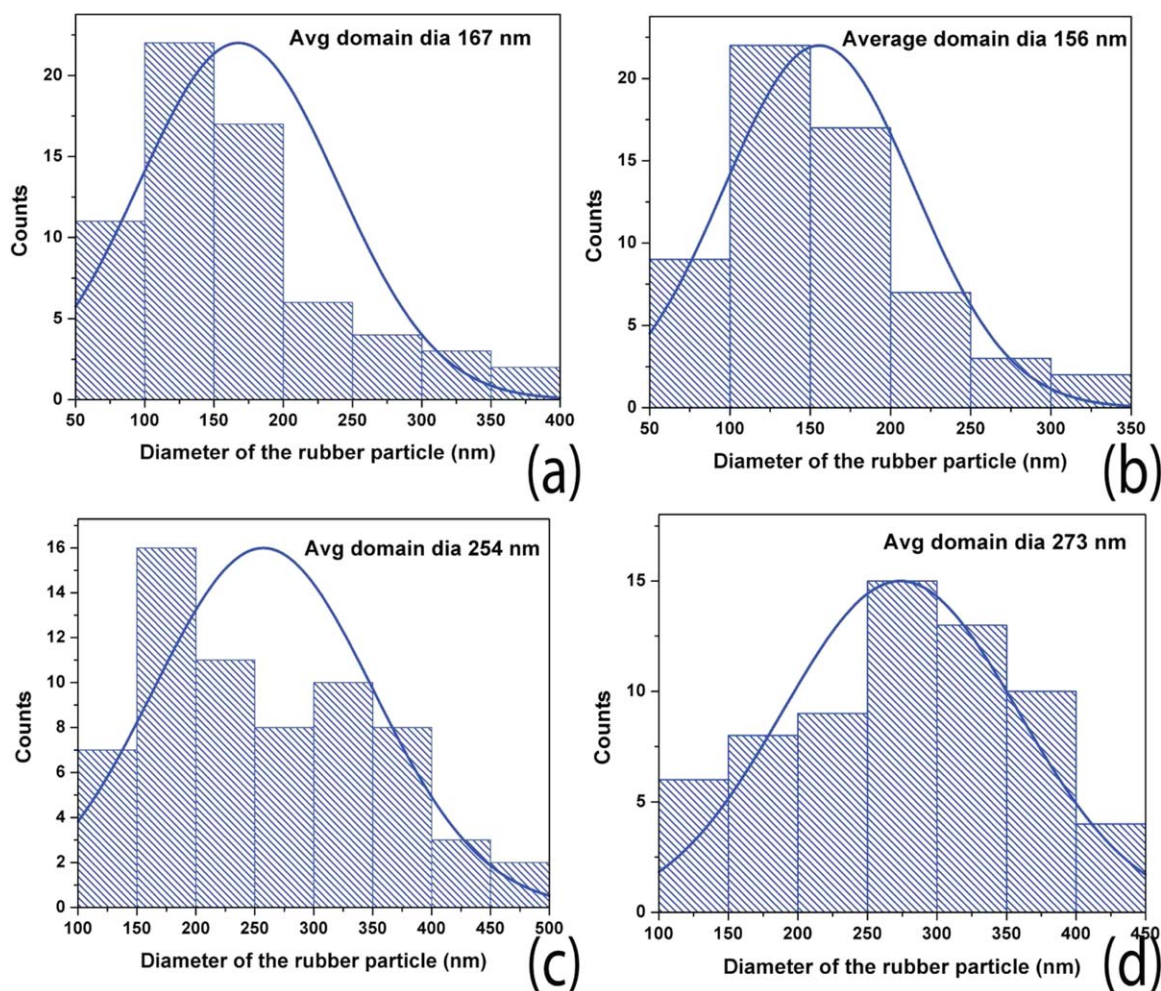 Avg domain dia 167 nm
20
15
10
5
0
Counts
50 100 150 200 250 300 350 400
Diameter of the rubber particle (nm)
(a)
Average domain dia 156 nm
20
15
10
5
0
Counts
50 100 150 200 250 300 350
Diameter of the rubber particle (nm)
(b)
Avg domain dia 254 nm
16
14
12
10
8
6
4
2
0
Counts
100 150 200 250 300 350 400 450 500
Diameter of the rubber particle (nm)
(c)
Avg domain dia 273 nm
15
10
5
0
Counts
100 150 200 250 300 350 400 450
Diameter of the rubber particle (nm)
(d)